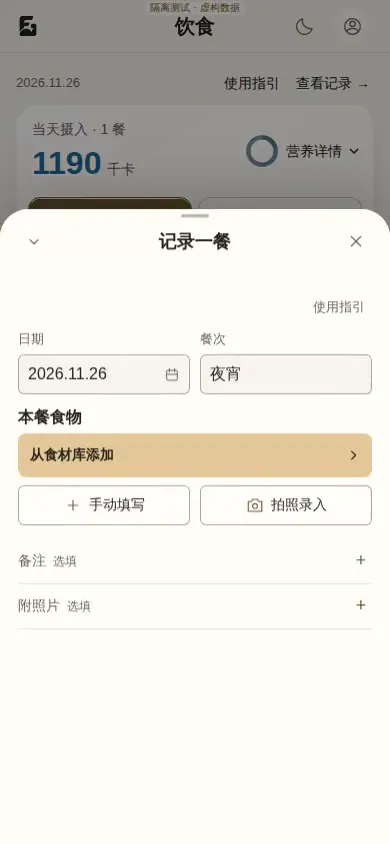 隔离测试 · 虚构数据
饮食
2026.11.26
使用指引
查看记录 →
当天摄入 · 1 餐
1190 千卡
营养详情
记录一餐
使用指引
日期
餐次
2026.11.26
夜宵
本餐食物
从食材库添加
手动填写
拍照录入
备注 选填
附照片 选填